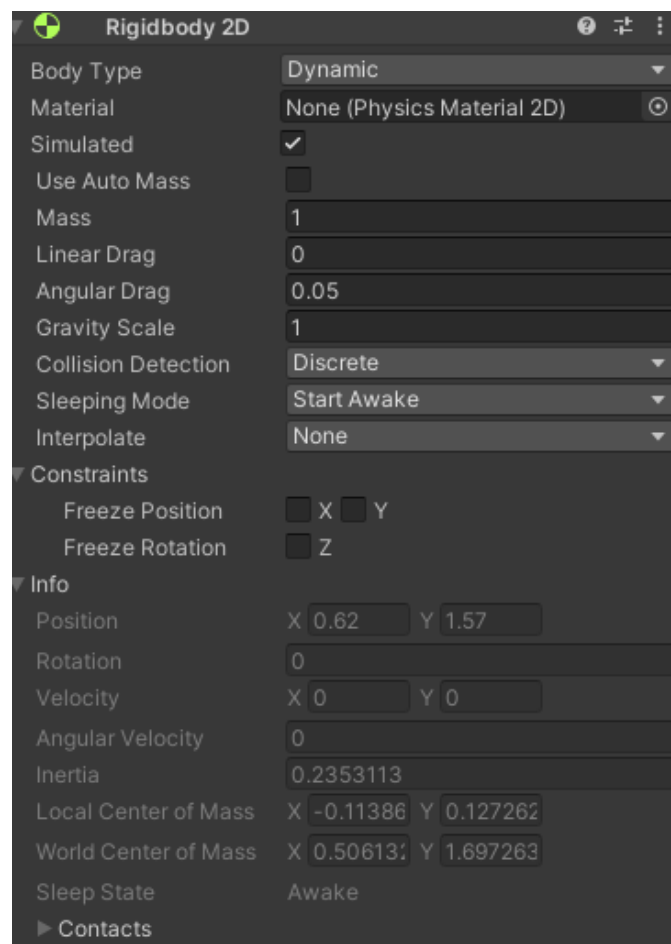 Rigidbody 2D
Body Type Dynamic
Material None (Physics Material 2D)
Simulated
Use Auto Mass
Mass 1
Linear Drag 0
Angular Drag 0.05
Gravity Scale 1
Collision Detection Discrete
Sleeping Mode Start Awake
Interpolate None
Constraints
Freeze Position X Y
Freeze Rotation Z
Info
Position X 0.62 Y 1.57
Rotation 0
Velocity X 0 Y 0
Angular Velocity 0
Inertia 0.2353113
Local Center of Mass X -0.11386 Y 0.127262
World Center of Mass X 0.506132 Y 1.697263
Sleep State Awake
Contacts